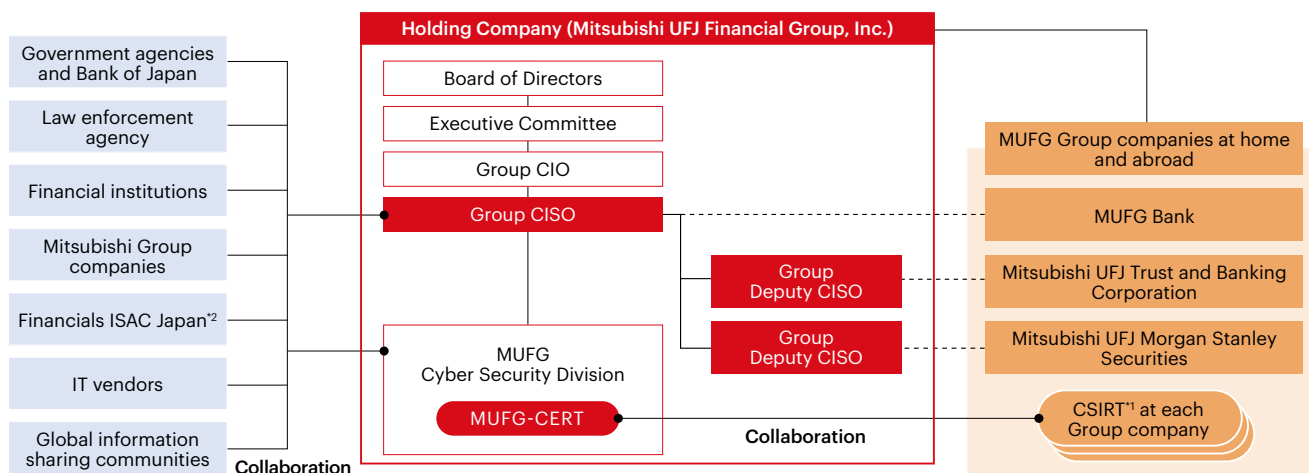 Holding Company (Mitsubishi UFJ Financial Group, Inc.)
Government agencies
and Bank of Japan
Law enforcement
agency
Financial institutions
Mitsubishi Group
companies
Financials ISAC Japan*2
IT vendors
Global information
sharing communities
Collaboration
Board of Directors
Executive Committee
Group CIO
Group CISO
Group
Deputy CISO
Group
Deputy CISO
MUFG
Cyber Security Division
MUFG-CERT
Collaboration
MUFG Group companies at home
and abroad
MUFG Bank
Mitsubishi UFJ Trust and Banking
Corporation
Mitsubishi UFJ Morgan Stanley
Securities
CSIRT*1 at each
Group company